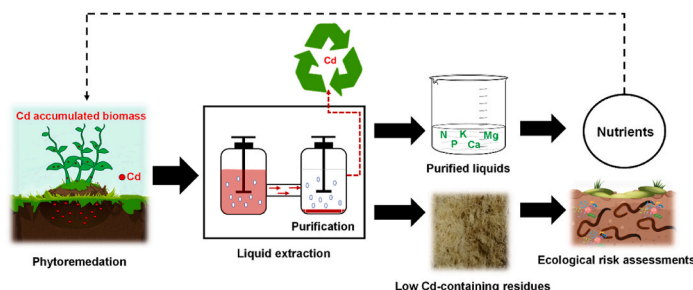 Cd
Cd accumulated biomass
Cd
N K Mg
P Ca
Nutrients
Purified liquids
Purification
Phytoremedation
Liquid extraction
Ecological risk assessments
Low Cd-containing residues